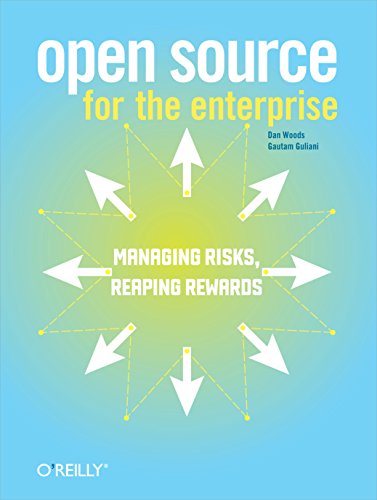 open source
for the enterprise
Dan Woods
Gautam Guliani
MANAGING RISKS,
REAPING REWARDS
O'REILLY®